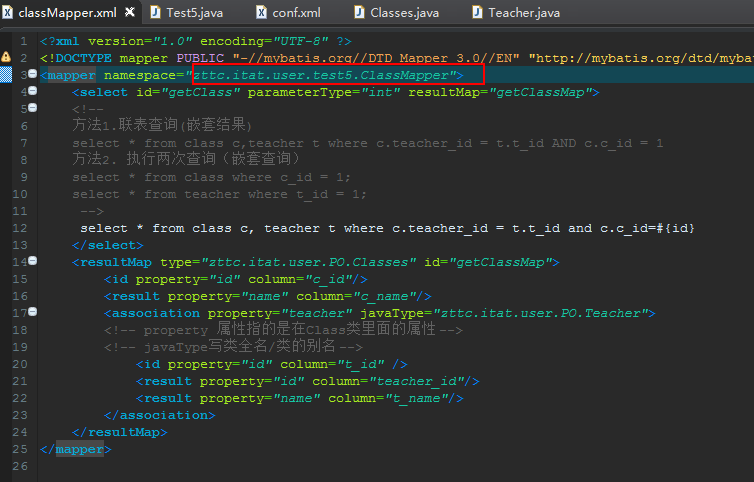 classMapper.xml Test5.java conf.xml Classes.java Teacher.java
1 <?xml version="1.0" encoding="UTF-8" ?>
2 <!DOCTYPE mapper PUBLIC "-//mybatis.org//DTD Mapper 3.0//EN" "http://mybatis.org/dtd/mybat
3 <mapper namespace="zttc.itat.user.test5.ClassMapper">
4 <select id="getClass" parameterType="int" resultMap="getClassMap">
5 <!--
6 方法1.联表查询(嵌套结果)
7 select * from class c,teacher t where c.teacher_id = t.t_id AND c.c_id = 1
8 方法2. 执行两次查询（嵌套查询）
9 select * from class where c_id = 1;
10 select * from teacher where t_id = 1;
11 -->
12 select * from class c, teacher t where c.teacher_id = t.t_id and c.c_id=#{id}
13 </select>
14 <resultMap type="zttc.itat.user.PO.Classes" id="getClassMap">
15 <id property="id" column="c_id"/>
16 <result property="name" column="c_name"/>
17 <association property="teacher" javaType="zttc.itat.user.PO.Teacher">
18 <!-- property 属性指的是在Class类里面的属性-->
19 <!-- javaType写类全名/类的别名-->
20 <id property="id" column="t_id" />
21 <result property="id" column="teacher_id"/>
22 <result property="name" column="t_name"/>
23 </association>
24 </resultMap>
25 </mapper>
26